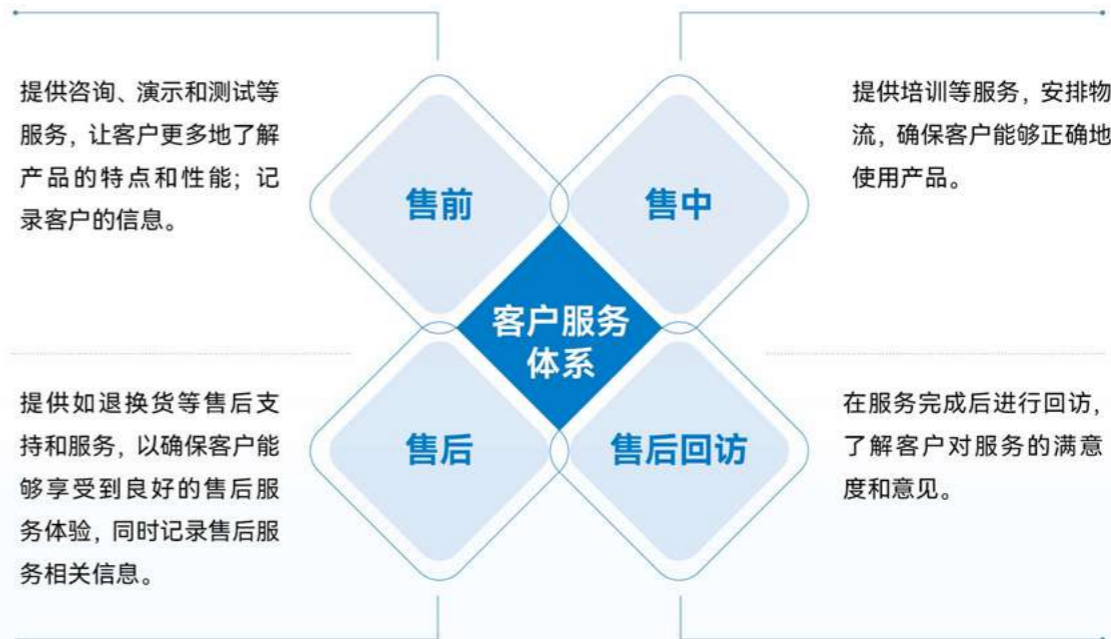 提供咨询、演示和测试等
服务，让客户更多地了解
产品的特点和性能；记
录客户的信息。
售前
售中
提供培训等服务，安排物
流，确保客户能够正确地
使用产品。
客户服务
体系
提供如退换货等售后支
持和服务，以确保客户能
够享受到良好的售后服
务体验，同时记录售后服
务相关信息。
售后
售后回访
在服务完成后进行回访，
了解客户对服务的满意
度和意见。